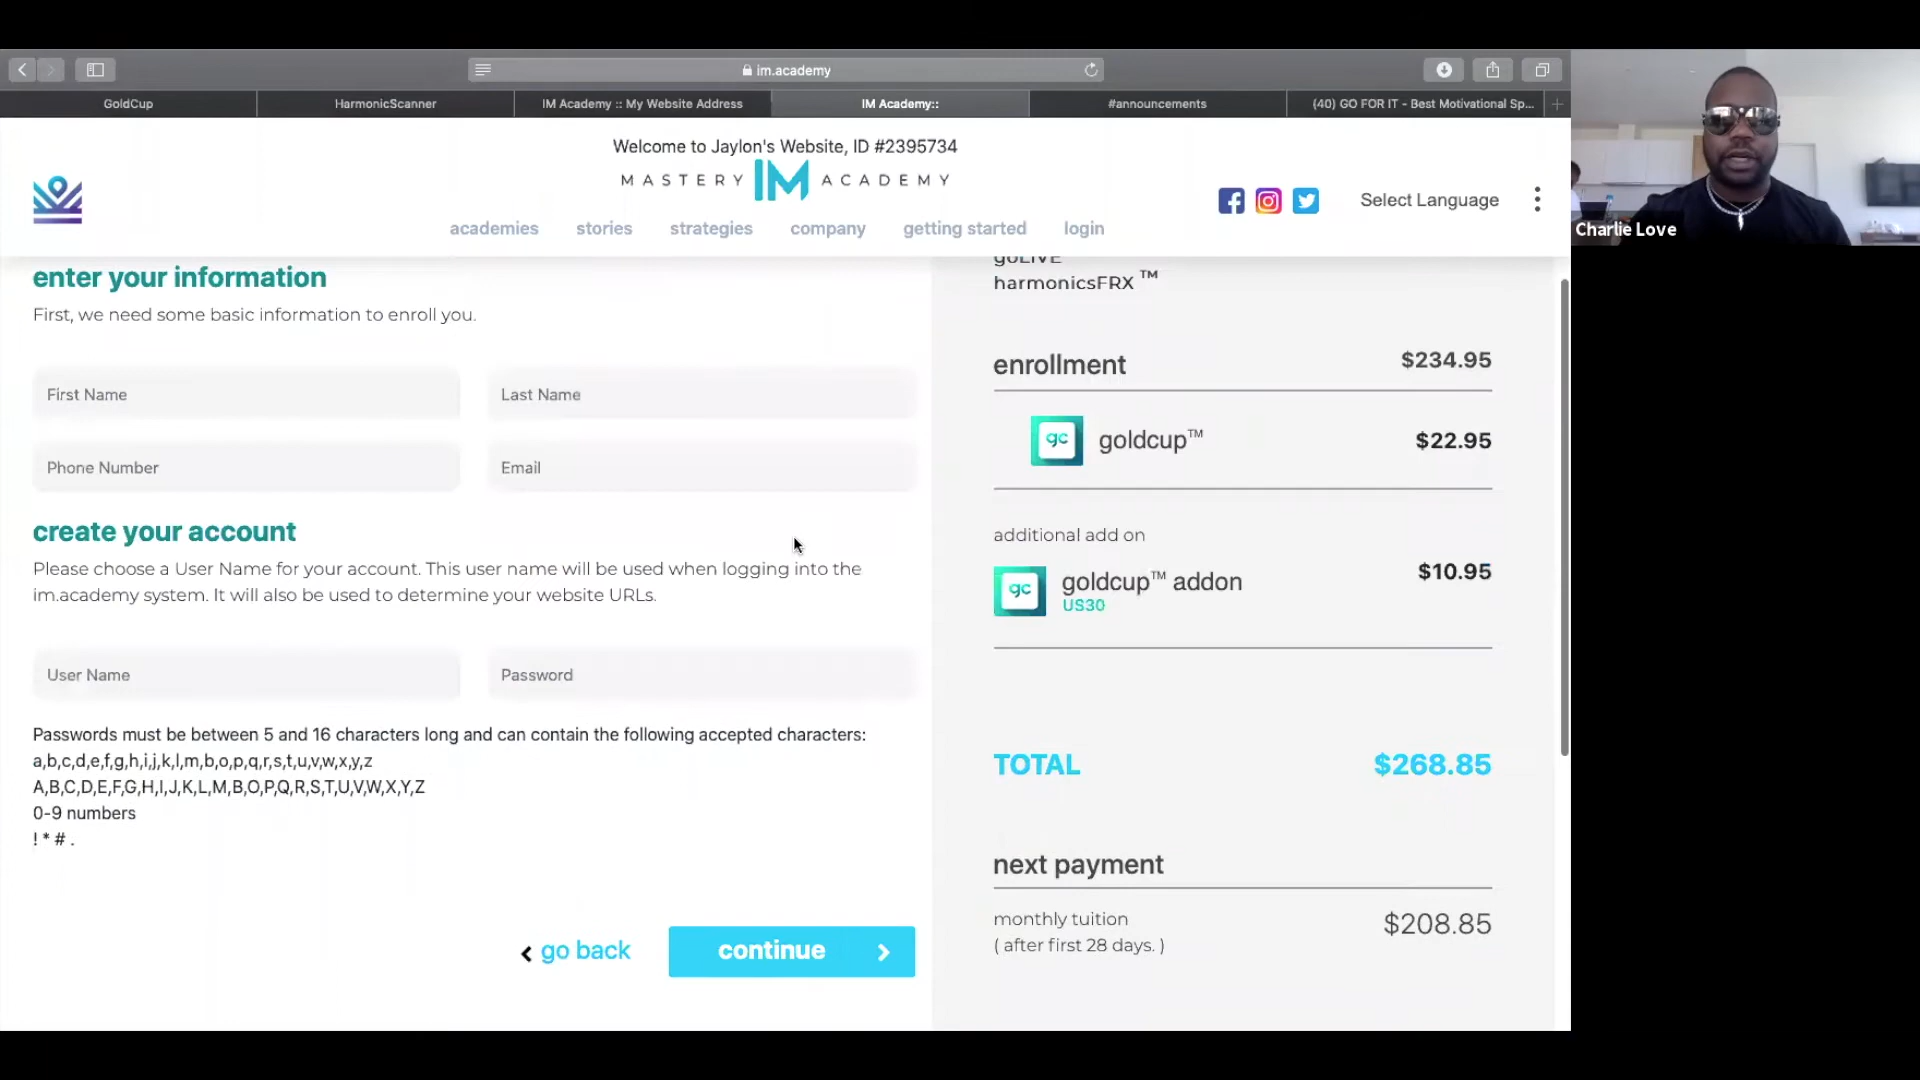 im.academy
GoldCup
HarmonicScanner
IM Academy :: My Website Address
IM Academy::
#announcements
(40) GO FOR IT - Best Motivational Sp...
Welcome to Jaylon's Website, ID #2395734
MASTERY IM ACADEMY
academies
stories
strategies
company
getting started
login
Select Language
Charlie Love
enter your information
First, we need some basic information to enroll you.
First Name
Last Name
Phone Number
Email
create your account
Please choose a User Name for your account. This user name will be used when logging into the
im.academy system. It will also be used to determine your website URLs.
User Name
Password
Passwords must be between 5 and 16 characters long and can contain the following accepted characters:
a,b,c,d,e,f,g,h,i,j,k,l,m,b,o,p,q,r,s,t,u,v,w,x,y,z
A,B,C,D,E,F,G,H,I,J,K,L,M,B,O,P,Q,R,S,T,U,V,W,X,Y,Z
0-9 numbers
! * # .
go back
continue
goLIVE
harmonicsFRX ™
enrollment $234.95
gc goldcup™ $22.95
additional add on
gc goldcup™ addon $10.95
US30
TOTAL $268.85
next payment
monthly tuition $208.85
( after first 28 days. )